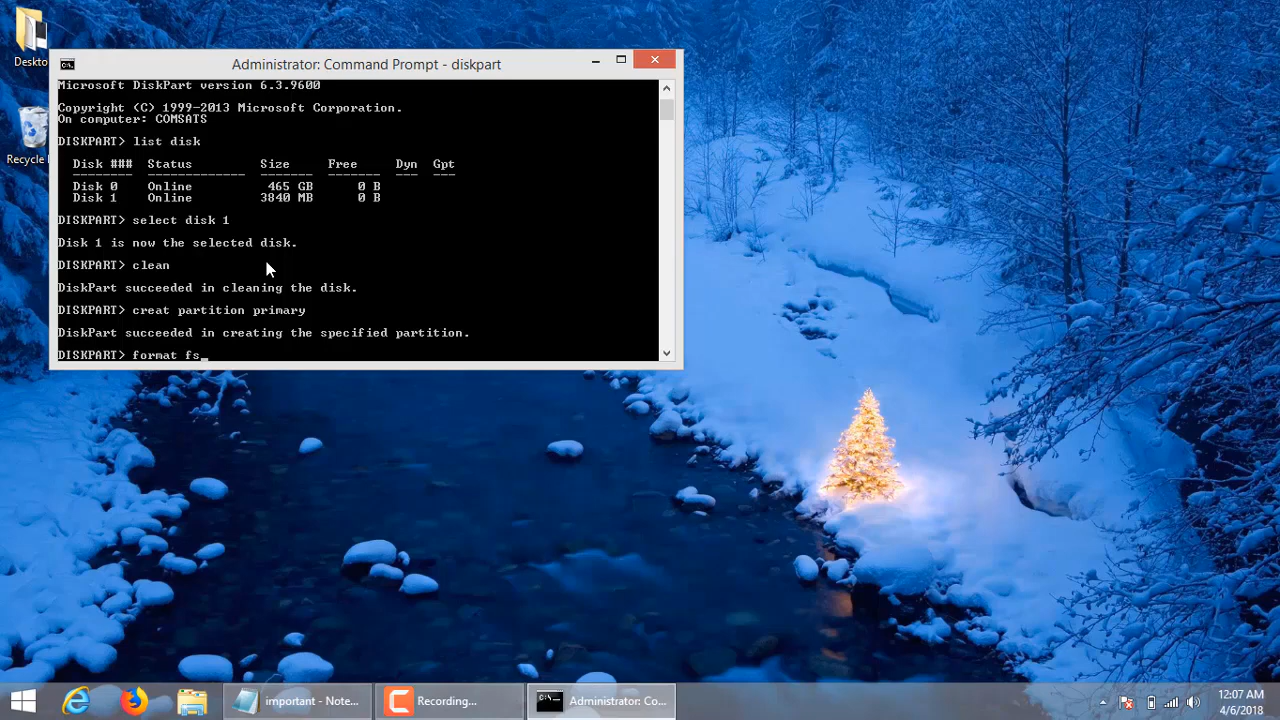 Deskto
Recycle
Administrator: Command Prompt - diskpart
Microsoft DiskPart version 6.3.9600
Copyright (C) 1999-2013 Microsoft Corporation.
On computer: COMSATS
DISKPART> list disk
Disk ### Status Size Free Dyn Gpt
-------- ------------- ------- ------- --- ---
Disk 0 Online 465 GB 0 B
Disk 1 Online 3840 MB 0 B
DISKPART> select disk 1
Disk 1 is now the selected disk.
DISKPART> clean
DiskPart succeeded in cleaning the disk.
DISKPART> creat partition primary
DiskPart succeeded in creating the specified partition.
DISKPART> format fs_
important - Note...
Recording...
Administrator: Co...
12:07 AM
4/6/2018